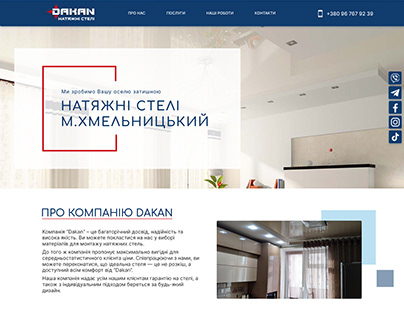 DAKAN
НАТЯЖНІ СТЕЛІ
ПРО НАС
ПОСЛУГИ
НАШІ РОБОТИ
КОНТАКТИ
+380 96 767 92 39
Ми зробимо Вашу оселю затишною
НАТЯЖНІ СТЕЛІ
М.ХМЕЛЬНИЦЬКИЙ
ПРО КОМПАНІЮ DAKAN
Компанія "Dakan" – це багаторічний досвід, надійність та
висока якість. Ви можете покластися на нас у виборі
матеріалів для монтажу натяжних стель.
До того ж компанія пропонує максимально вигідні для
середньостатистичного клієнта ціни. Співпрацюючи з нами, ви
можете переконатися, що ідеальна стеля — це не розкіш, а
доступний всім комфорт від "Dakan".
Наша компанія надає усім нашим клієнтам гарантію на стелі, а
також з індивідуальним підходом береться за будь-який
дизайн.